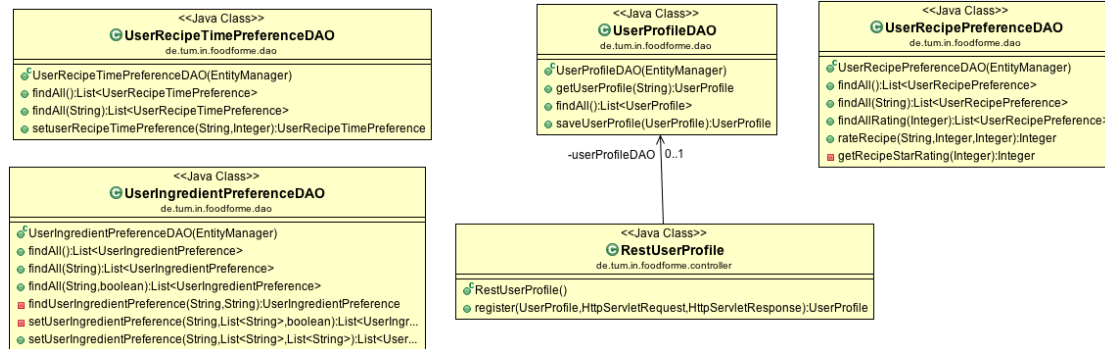 <<Java Class>>
UserRecipeTimePreferenceDAO
de.tum.in.foodforme.dao
UserRecipeTimePreferenceDAO(EntityManager)
findAll():List<UserRecipeTimePreference>
findAll(String):List<UserRecipeTimePreference>
setuserRecipeTimePreference(String,Integer):UserRecipeTimePreference
<<Java Class>>
UserProfileDAO
de.tum.in.foodforme.dao
UserProfileDAO(EntityManager)
getUserProfile(String):UserProfile
findAll():List<UserProfile>
saveUserProfile(UserProfile):UserProfile
<<Java Class>>
UserRecipePreferenceDAO
de.tum.in.foodforme.dao
UserRecipePreferenceDAO(EntityManager)
findAll():List<UserRecipePreference>
findAll(String):List<UserRecipePreference>
findAllRating(Integer):List<UserRecipePreference>
rateRecipe(String,Integer,Integer):Integer
getRecipeStarRating(Integer):Integer
-userProfileDAO 0..1
<<Java Class>>
UserIngredientPreferenceDAO
de.tum.in.foodforme.dao
UserIngredientPreferenceDAO(EntityManager)
findAll():List<UserIngredientPreference>
findAll(String):List<UserIngredientPreference>
findAll(String,boolean):List<UserIngredientPreference>
findUserIngredientPreference(String,String):UserIngredientPreference
setUserIngredientPreference(String,List<String>,boolean):List<UserIngr...
setUserIngredientPreference(String,List<String>,List<String>):List<User...
<<Java Class>>
RestUserProfile
de.tum.in.foodforme.controller
RestUserProfile()
register(UserProfile,HttpServletRequest,HttpServletResponse):UserProfile